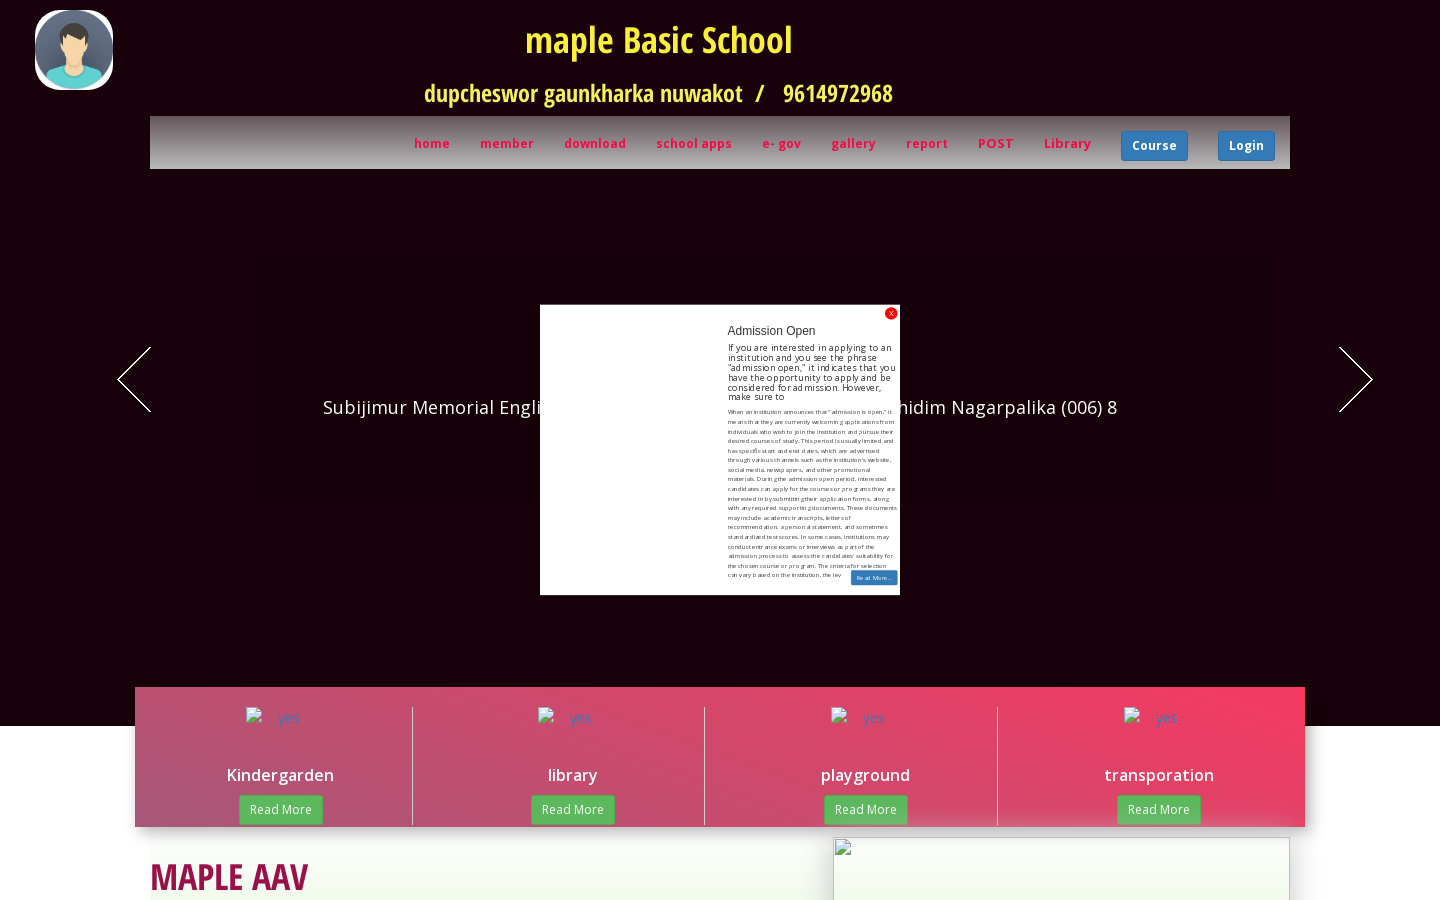 maple Basic School
dupcheswor gaunkharka nuwakot / 9614972968
home member download school apps e- gov gallery report POST Library Course Login
X
Admission Open
If you are interested in applying to an
institution and you see the phrase
"admission open," it indicates that you
have the opportunity to apply and be
considered for admission. However,
make sure to
Subijimur Memorial Engli
hidim Nagarpalika (006) 8
When an institution announces that "admission is open," it
means that they are currently welcoming applications from
individuals who wish to join the institution and pursue their
desired courses of study. This period is usually limited and
has specific start and end dates, which are advertised
through various channels such as the institution's website,
social media, newspapers, and other promotional
materials. During the admission open period, interested
candidates can apply for the courses or programs they are
interested in by submitting their application forms, along
with any required supporting documents. These documents
may include academic transcripts, letters of
recommendation, a personal statement, and sometimes
standardized test scores. In some cases, institutions may
conduct entrance exams or interviews as part of the
admission process to assess the candidates' suitability for
the chosen course or program. The criteria for selection
can vary based on the institution, the lev
Read More...
yes yes yes yes
Kindergarden library playground transporation
Read More Read More Read More Read More
MAPLE AAV